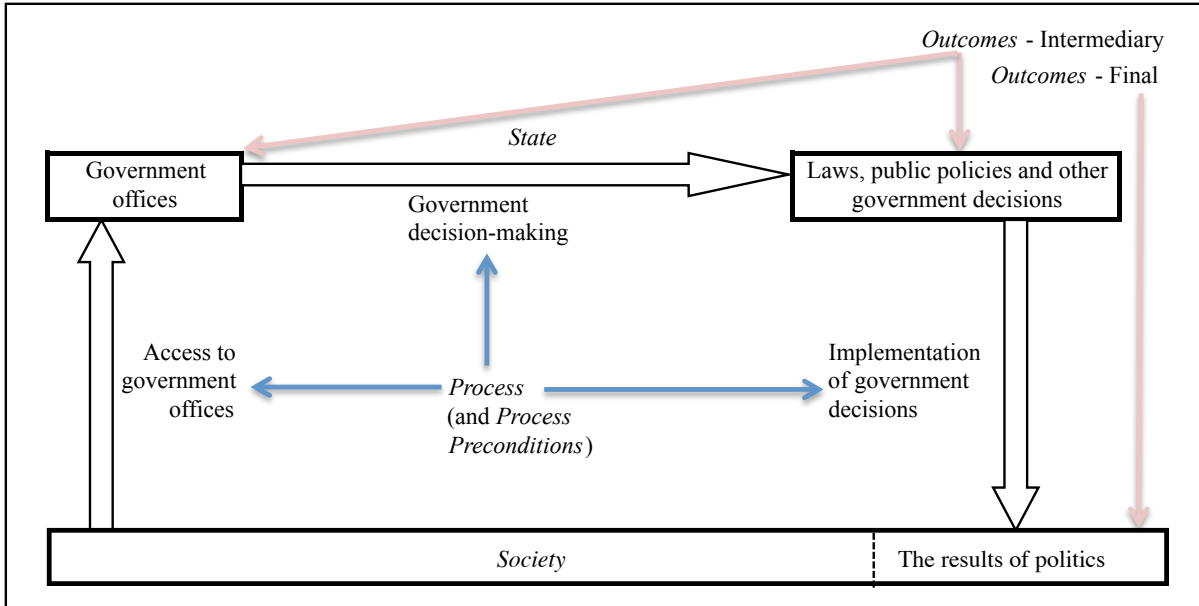 Outcomes - Intermediary
Outcomes - Final
State
Government
offices
Laws, public policies and other
government decisions
Government
decision-making
Access to
government
offices
Implementation
of government
decisions
Process
(and Process
Preconditions)
Society
The results of politics